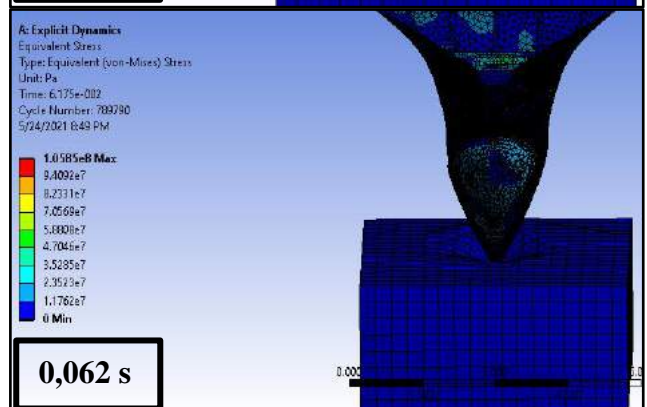 A: Explicit Dynamics
Equivalent Stress
Type: Equivalent (von-Mises) Stress
Unit: Pa
Time: 6.175e-002
Cycle Number: 789790
5/24/2021 8:49 PM
1.0585e8 Max
9.4092e7
8.2331e7
7.0569e7
5.8808e7
4.7046e7
3.5285e7
2.3523e7
1.1762e7
0 Min
0,062 s